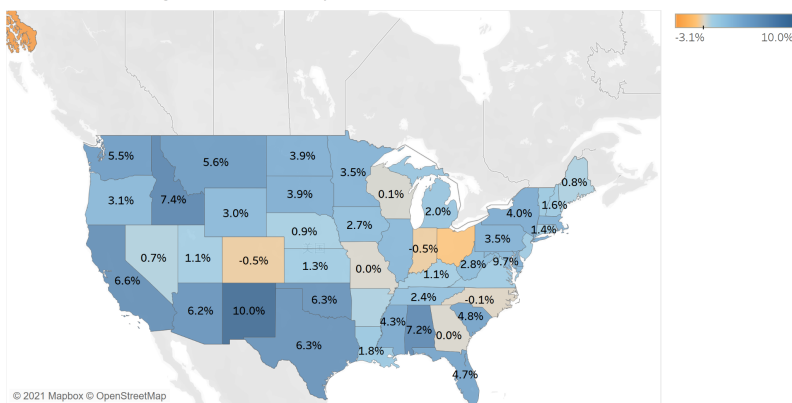 -3.1% 10.0%
5.5% 5.6% 3.9% 3.5%
3.1% 7.4% 3.0% 3.9% 0.1% 2.0% 4.0% 1.6% 0.8%
1.4%
0.7% 1.1% -0.5% 0.9% 2.7% -0.5% 3.5%
6.6% 1.3% 0.0% 1.1% 2.8% 9.7%
6.2% 10.0% 6.3% 2.4% -0.1%
6.3% 1.8% 4.3% 7.2% 0.0% 4.8%
4.7%
© 2021 Mapbox © OpenStreetMap